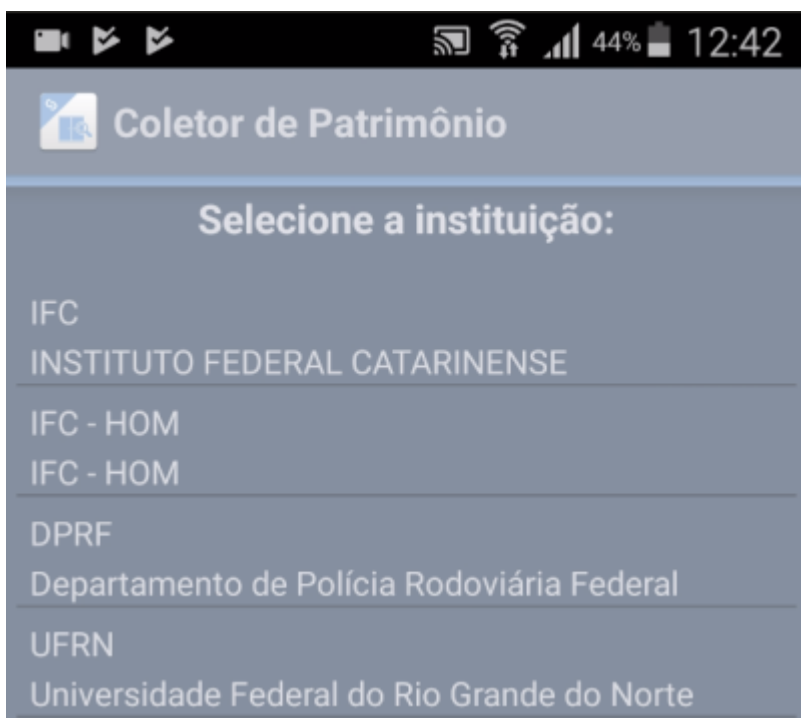 44% 12:42
Coletor de Patrimônio
Selecione a instituição:
IFC
INSTITUTO FEDERAL CATARINENSE
IFC - HOM
IFC - HOM
DPRF
Departamento de Polícia Rodoviária Federal
UFRN
Universidade Federal do Rio Grande do Norte